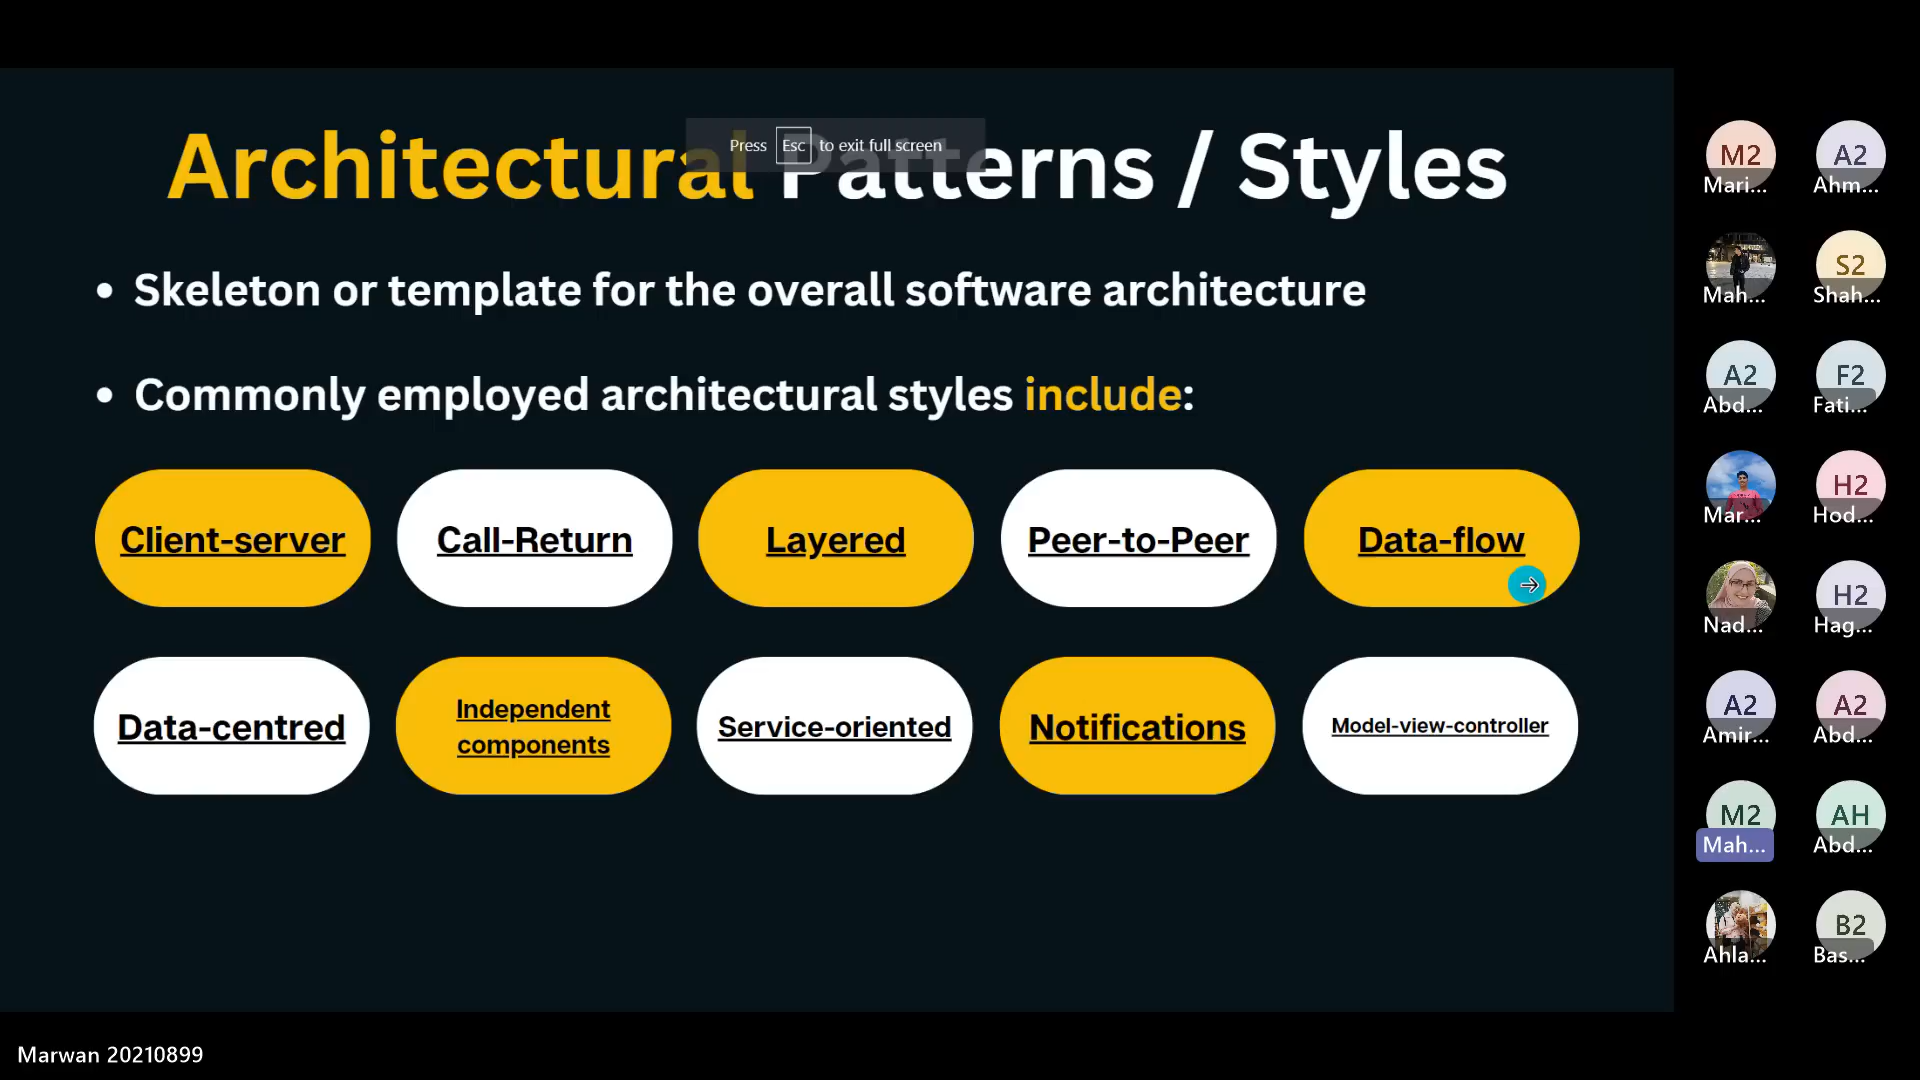 Architectural Patterns / Styles
Press Esc to exit full screen
• Skeleton or template for the overall software architecture
• Commonly employed architectural styles include:
Client-server
Call-Return
Layered
Peer-to-Peer
Data-flow
Data-centred
Independent
components
Service-oriented
Notifications
Model-view-controller
M2
Mari...
A2
Ahm...
Mah...
S2
Shah...
A2
Abd...
F2
Fati...
Mar...
H2
Hod...
Nad...
H2
Hag...
A2
Amir...
A2
Abd...
M2
Mah...
AH
Abd...
Ahla...
B2
Bas...
Marwan 20210899